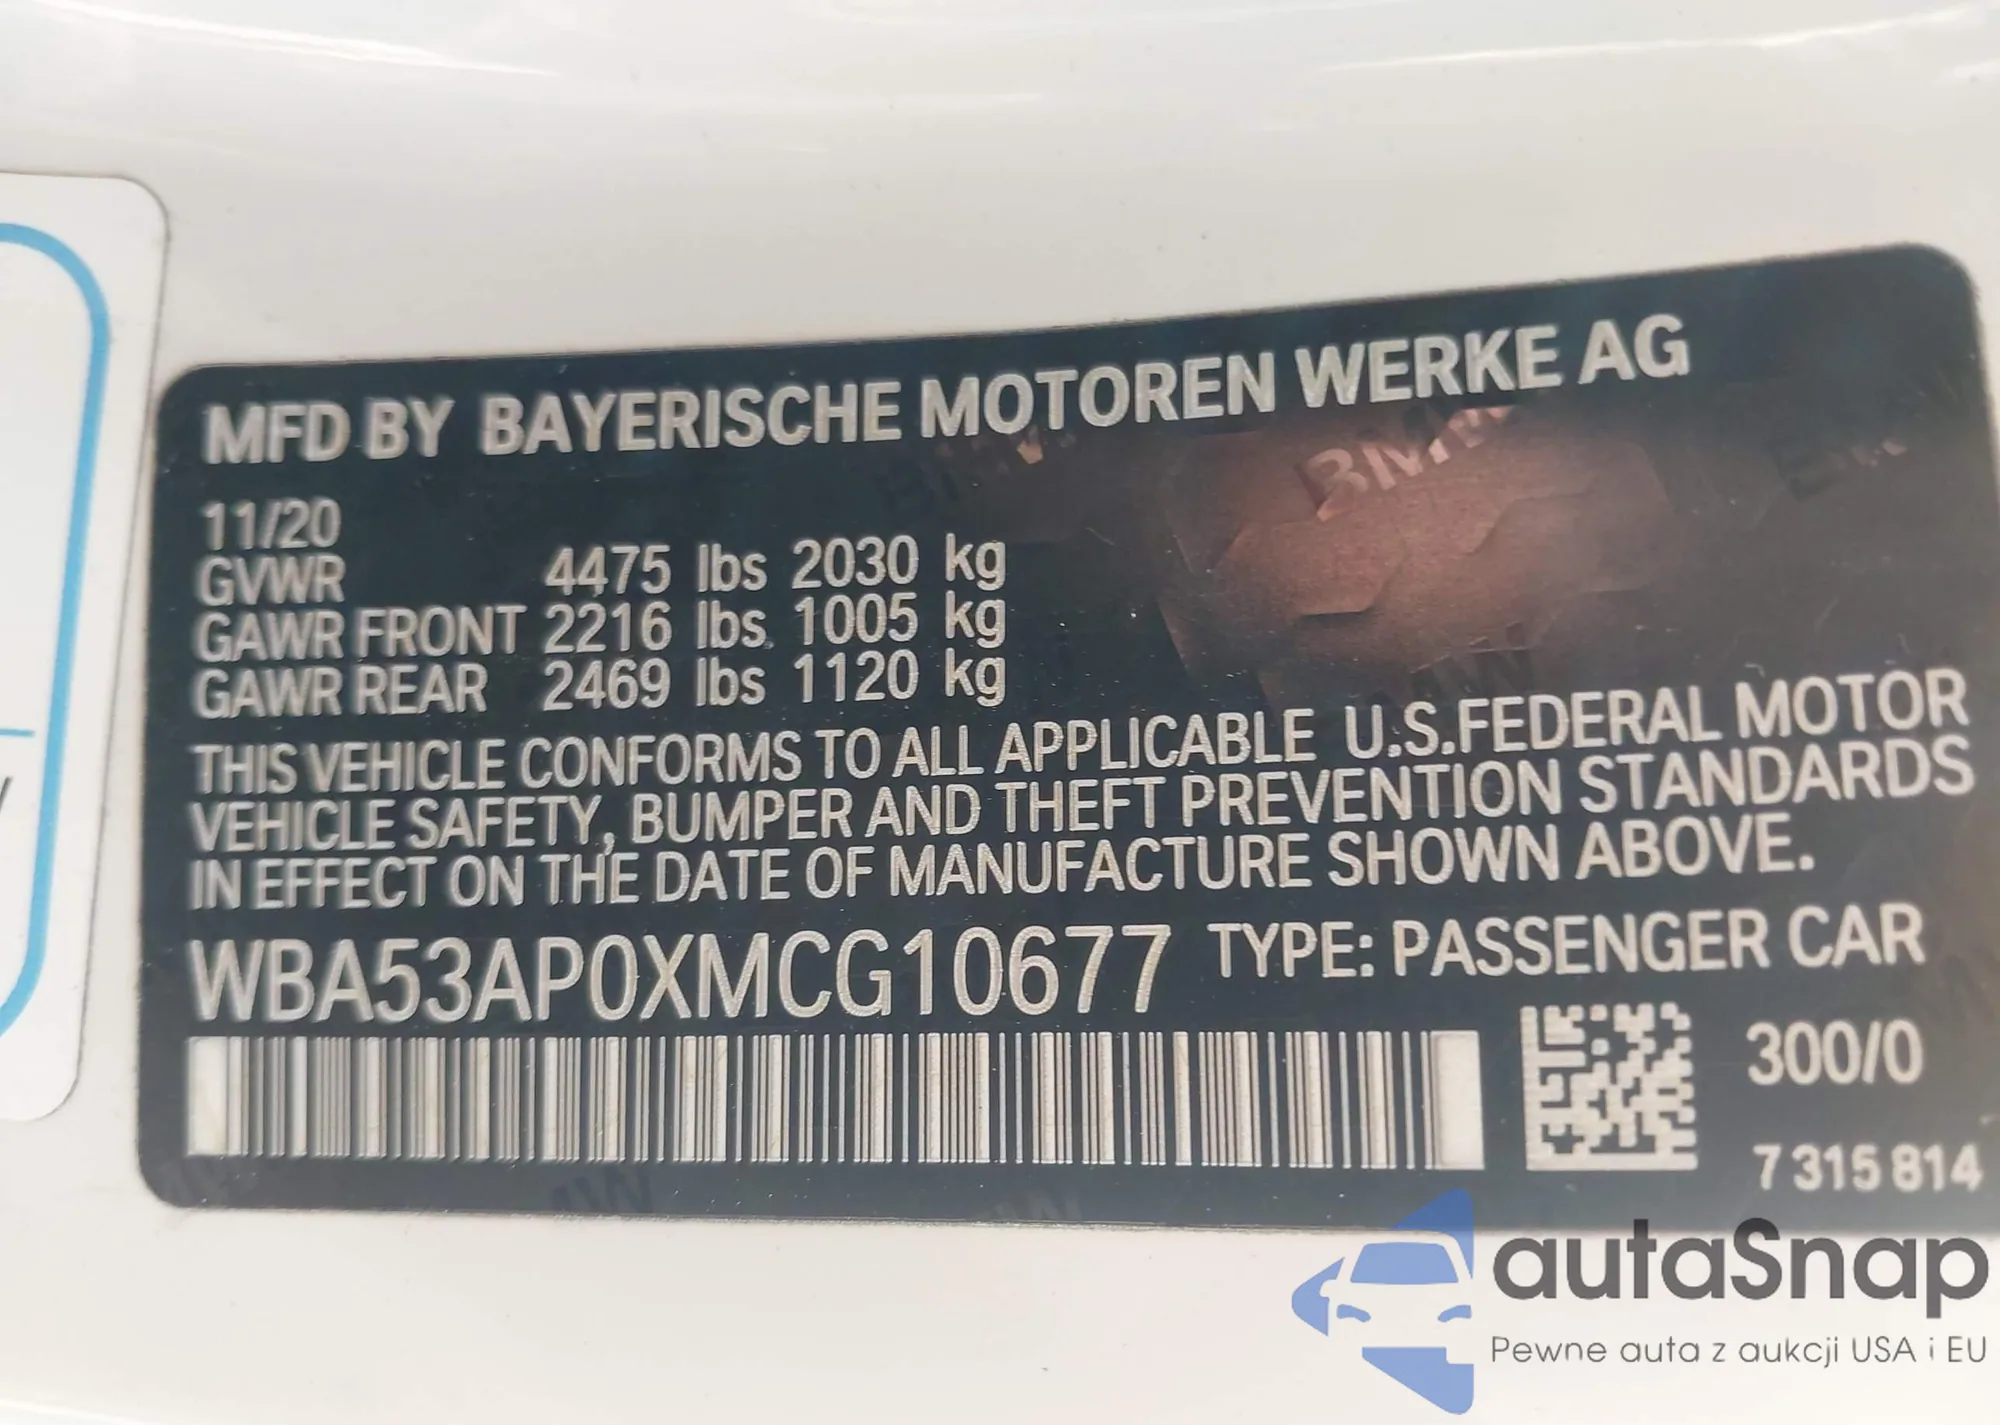 MFD BY BAYERISCHE MOTOREN WERKE AG
11/20
GVWR 4475 lbs 2030 kg
GAWR FRONT 2216 lbs 1005 kg
GAWR REAR 2469 lbs 1120 kg
THIS VEHICLE CONFORMS TO ALL APPLICABLE U.S.FEDERAL MOTOR
VEHICLE SAFETY, BUMPER AND THEFT PREVENTION STANDARDS
IN EFFECT ON THE DATE OF MANUFACTURE SHOWN ABOVE.
WBA53AP0XMCG10677 TYPE: PASSENGER CAR
300/0
7 315 814
BMW
autaSnap
Pewne auta z aukcji USA i EU